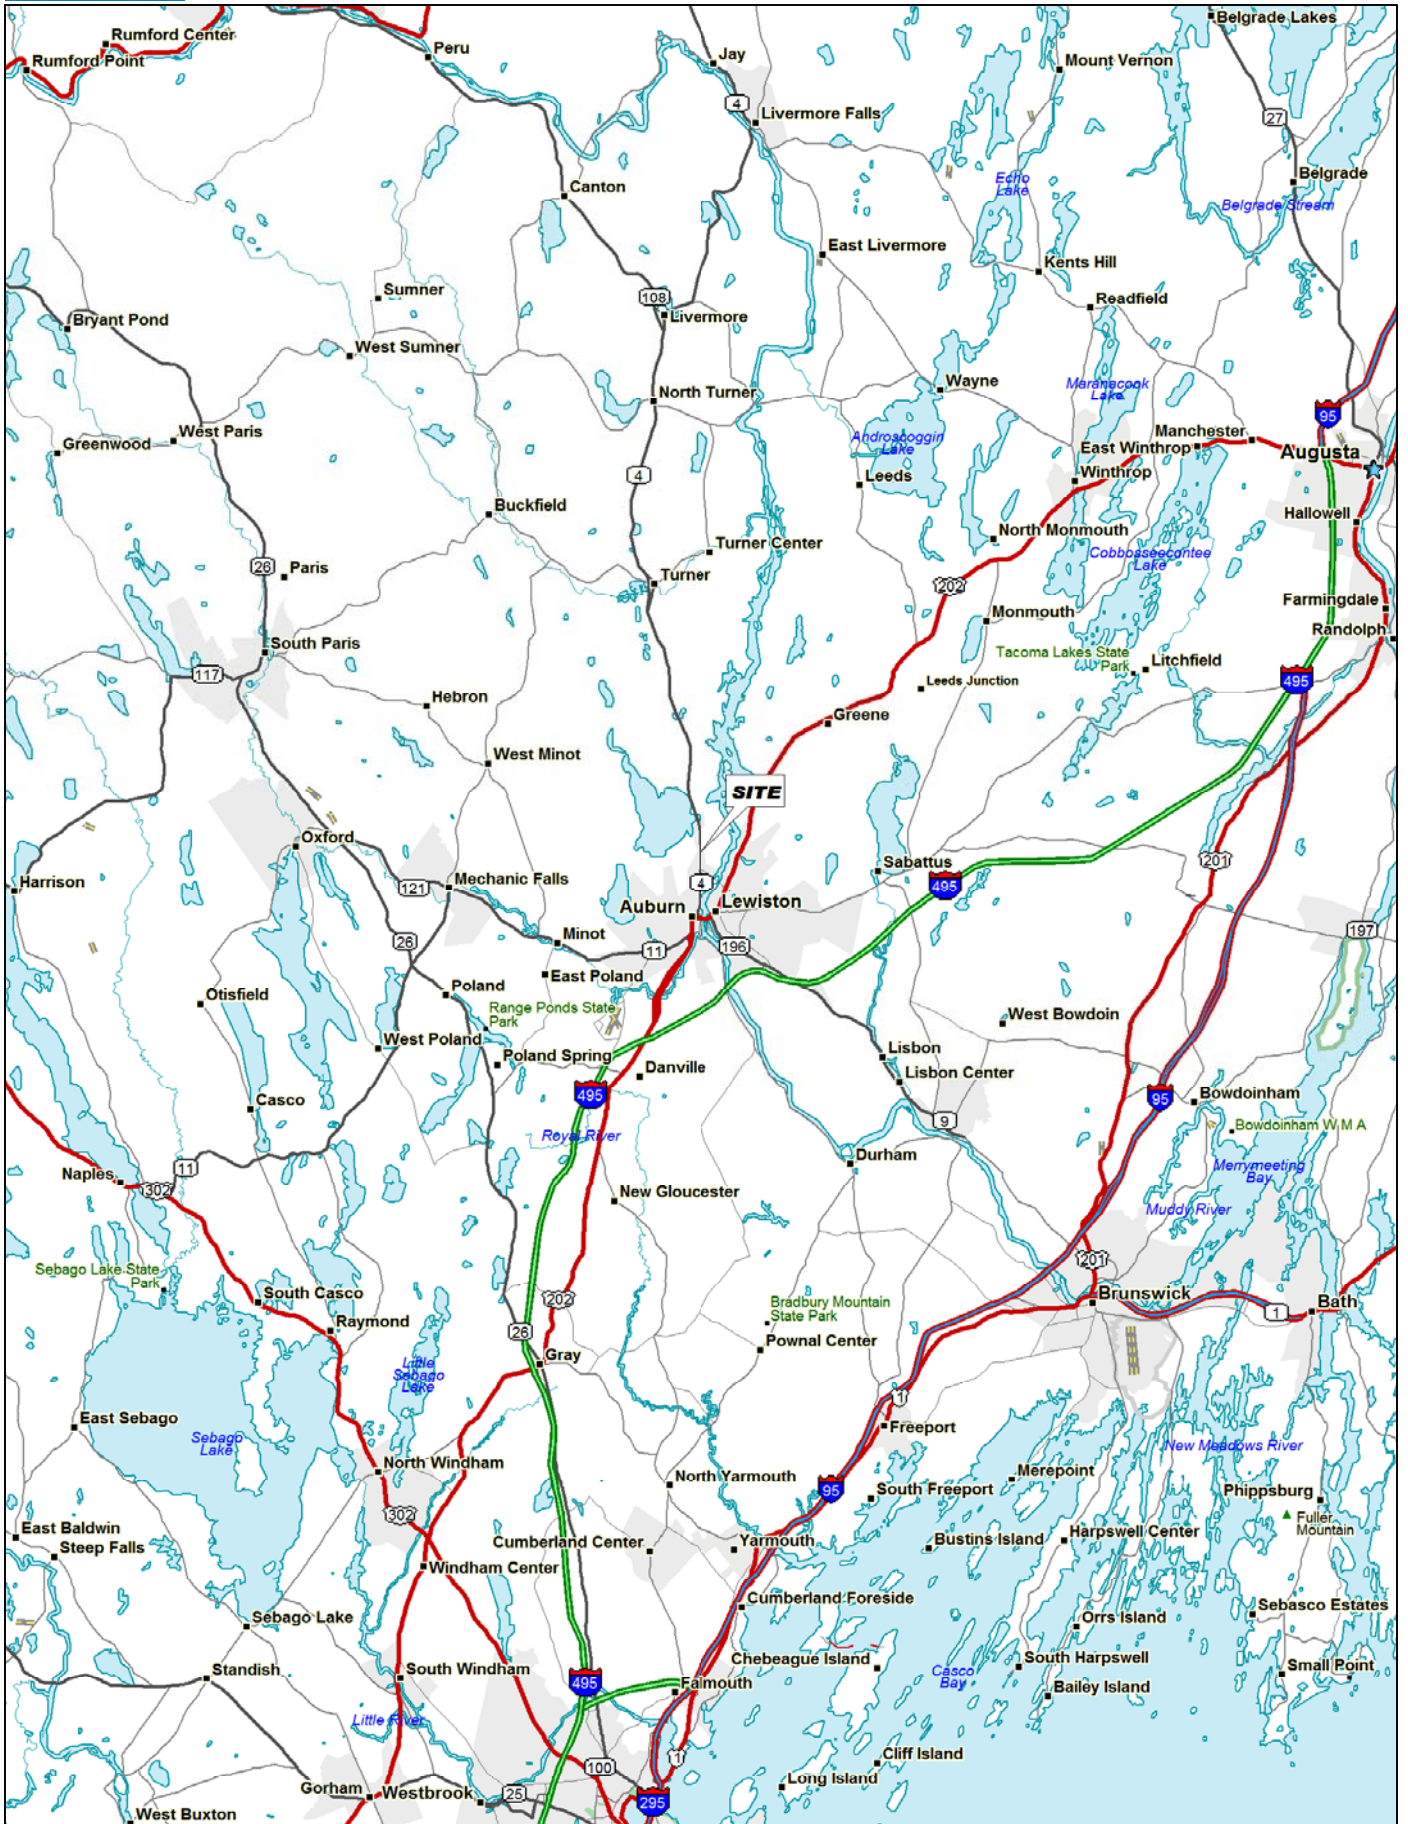 Belgrade Lakes
Rumford Center
Peru
Jay
Mount Vernon
Rumford Point
4
Livermore Falls
27
Belgrade
Echo
Lake
Canton
Belgrade Stream
East Livermore
Kents Hill
Sumner
108
Readfield
Bryant Pond
Livermore
West Sumner
Wayne
Maranacook
Lake
North Turner
95
West Paris
Manchester
Greenwood
Androscoggin
Lake
East Winthrop
Augusta
4
Leeds
Winthrop
Buckfield
Hallowell
North Monmouth
Turner Center
Cobbosseecontee
Lake
26
Paris
Turner
202
Farmingdale
Monmouth
Randolph
South Paris
Tacoma Lakes State
Park
Litchfield
117
Leeds Junction
495
Hebron
Greene
West Minot
SITE
Oxford
Sabattus
201
Harrison
121
Mechanic Falls
4
495
Auburn
Lewiston
26
Minot
11
196
197
East Poland
Otisfield
Poland
Range Ponds State
Park
West Bowdoin
West Poland
Poland Spring
Lisbon
Danville
Lisbon Center
Casco
495
95
Bowdoinham
9
Bowdoinham W M A
Royal River
Durham
Naples
11
Merrymeeting
Bay
302
New Gloucester
Muddy River
Sebago Lake State
Park
201
South Casco
202
Bradbury Mountain
State Park
Brunswick
1
Bath
Raymond
26
Pownal Center
Gray
Little
Sebago
Lake
1
East Sebago
Freeport
Sebago
Lake
New Meadows River
North Windham
North Yarmouth
Merepoint
95
South Freeport
Phippsburg
302
Fuller
Mountain
East Baldwin
Steep Falls
Cumberland Center
Yarmouth
Bustins Island
Harpswell Center
Windham Center
Cumberland Foreside
Sebasco Estates
Sebago Lake
Orrs Island
Standish
South Windham
Chebeague Island
Casco
Bay
South Harpswell
Small Point
495
Falmouth
Bailey Island
Little River
Cliff Island
1
100
Long Island
Gorham
Westbrook
25
295
West Buxton